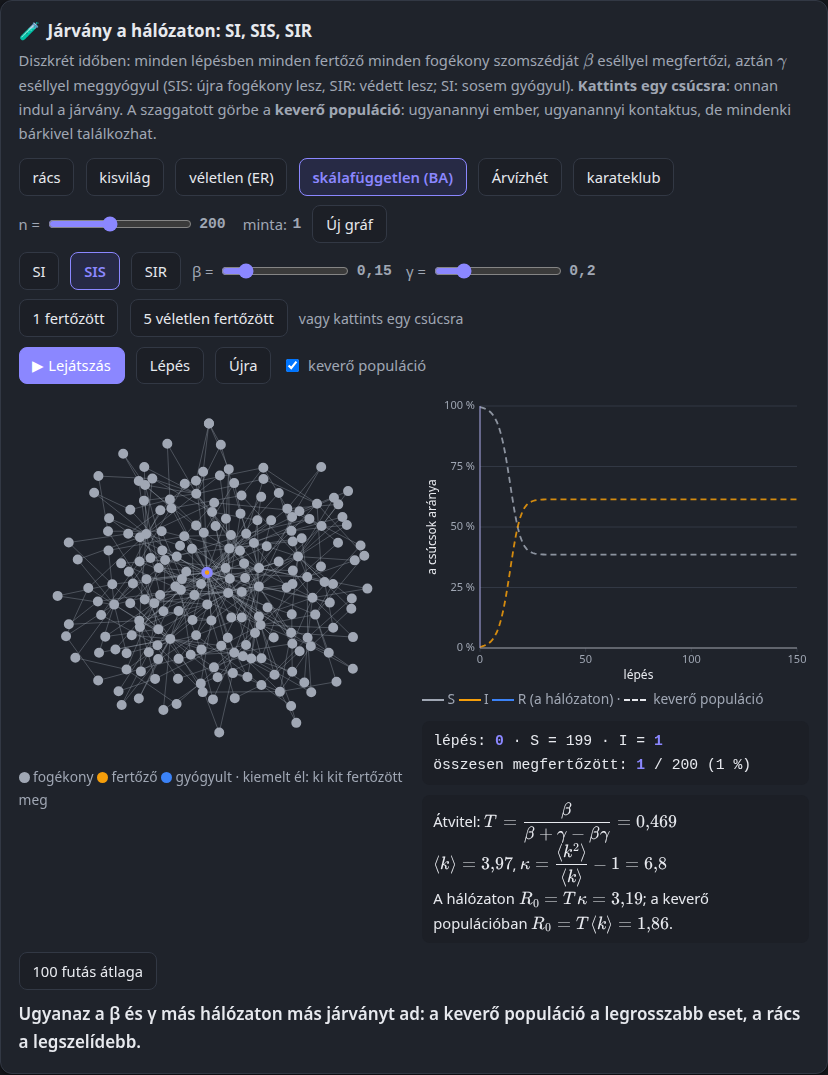 🧪 Járvány a hálózaton: SI, SIS, SIR
Diszkrét időben: minden lépésben minden fertőző minden fogékony szomszédját β eséllyel megfertőzi, aztán γ
eséllyel meggyógyul (SIS: újra fogékony lesz, SIR: védett lesz; SI: sosem gyógyul). Kattints egy csúcsra: onnan
indul a járvány. A szaggatott görbe a keverő populáció: ugyanannyi ember, ugyanannyi kontaktus, de mindenki
bárkivel találkozhat.
rács kisvilág véletlen (ER) skálafüggetlen (BA) Árvízhét karateklub
n = 200 minta: 1 Új gráf
SI SIS SIR β = 0,15 γ = 0,2
1 fertőzött 5 véletlen fertőzött vagy kattints egy csúcsra
▶ Lejátszás Lépés Újra keverő populáció
100 %
75 %
50 %
25 %
0 %
a csúcsok aránya
0 50 100 150
lépés
S I R (a hálózaton) · keverő populáció
fogékony fertőző gyógyult · kiemelt él: ki kit fertőzött
meg
lépés: 0 · S = 199 · I = 1
összesen megfertőzött: 1 / 200 (1 %)
Átvitel: T = β / (β + γ − βγ) = 0,469
⟨k⟩ = 3,97, κ = ⟨k²⟩ / ⟨k⟩ − 1 = 6,8
A hálózaton R₀ = T κ = 3,19; a keverő
populációban R₀ = T ⟨k⟩ = 1,86.
100 futás átlaga
Ugyanaz a β és γ más hálózaton más járványt ad: a keverő populáció a legrosszabb eset, a rács
a legszelídebb.